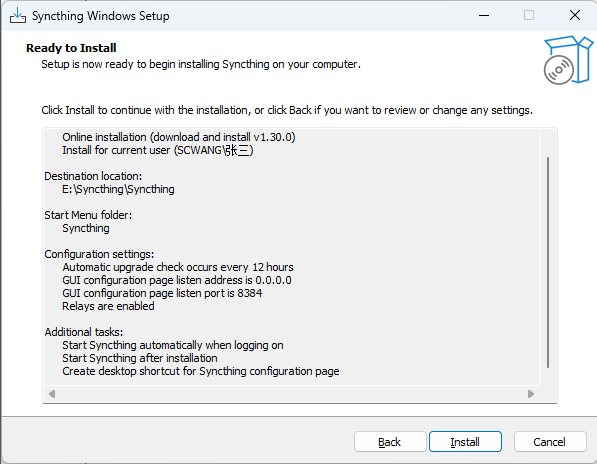 Syncthing Windows Setup
Ready to Install
Setup is now ready to begin installing Syncthing on your computer.
Click Install to continue with the installation, or click Back if you want to review or change any settings.
Online installation (download and install v1.30.0)
Install for current user (SCWANG\张三)
Destination location:
E:\Syncthing\Syncthing
Start Menu folder:
Syncthing
Configuration settings:
Automatic upgrade check occurs every 12 hours
GUI configuration page listen address is 0.0.0.0
GUI configuration page listen port is 8384
Relays are enabled
Additional tasks:
Start Syncthing automatically when logging on
Start Syncthing after installation
Create desktop shortcut for Syncthing configuration page
Back
Install
Cancel